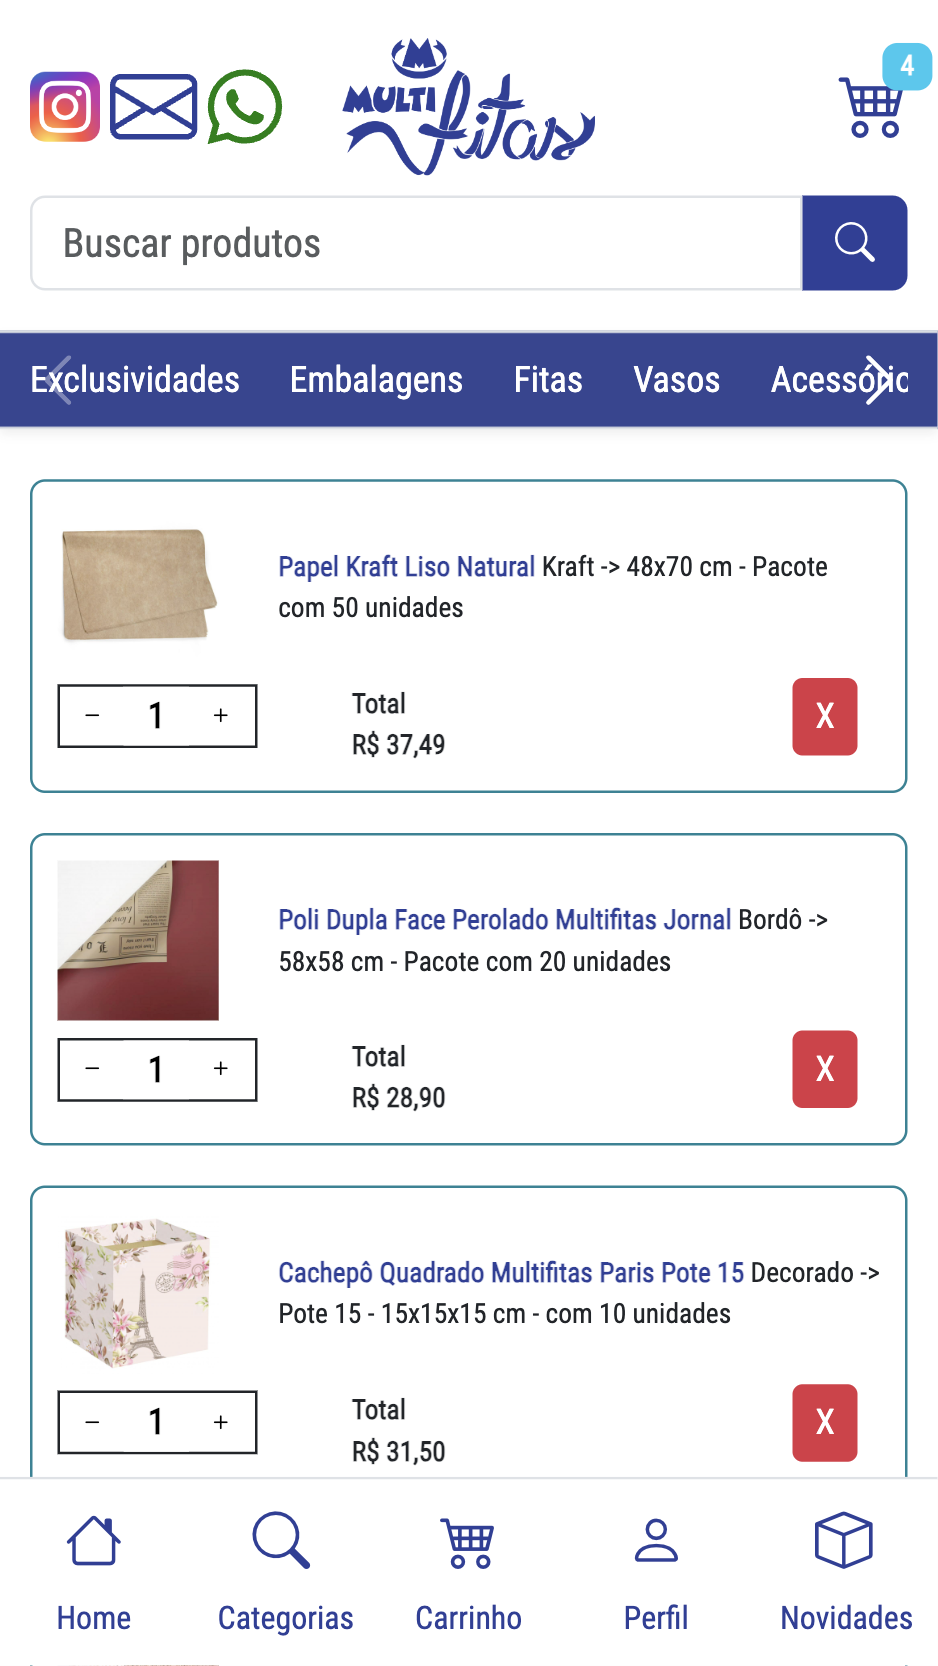 4
MULTI
fitas
Buscar produtos
Exclusividades Embalagens Fitas Vasos Acessório
Papel Kraft Liso Natural Kraft -> 48x70 cm - Pacote
com 50 unidades
− 1 +
Total
R$ 37,49
X
Poli Dupla Face Perolado Multifitas Jornal Bordô ->
58x58 cm - Pacote com 20 unidades
− 1 +
Total
R$ 28,90
X
Cachepô Quadrado Multifitas Paris Pote 15 Decorado ->
Pote 15 - 15x15x15 cm - com 10 unidades
− 1 +
Total
R$ 31,50
X
Home Categorias Carrinho Perfil Novidades